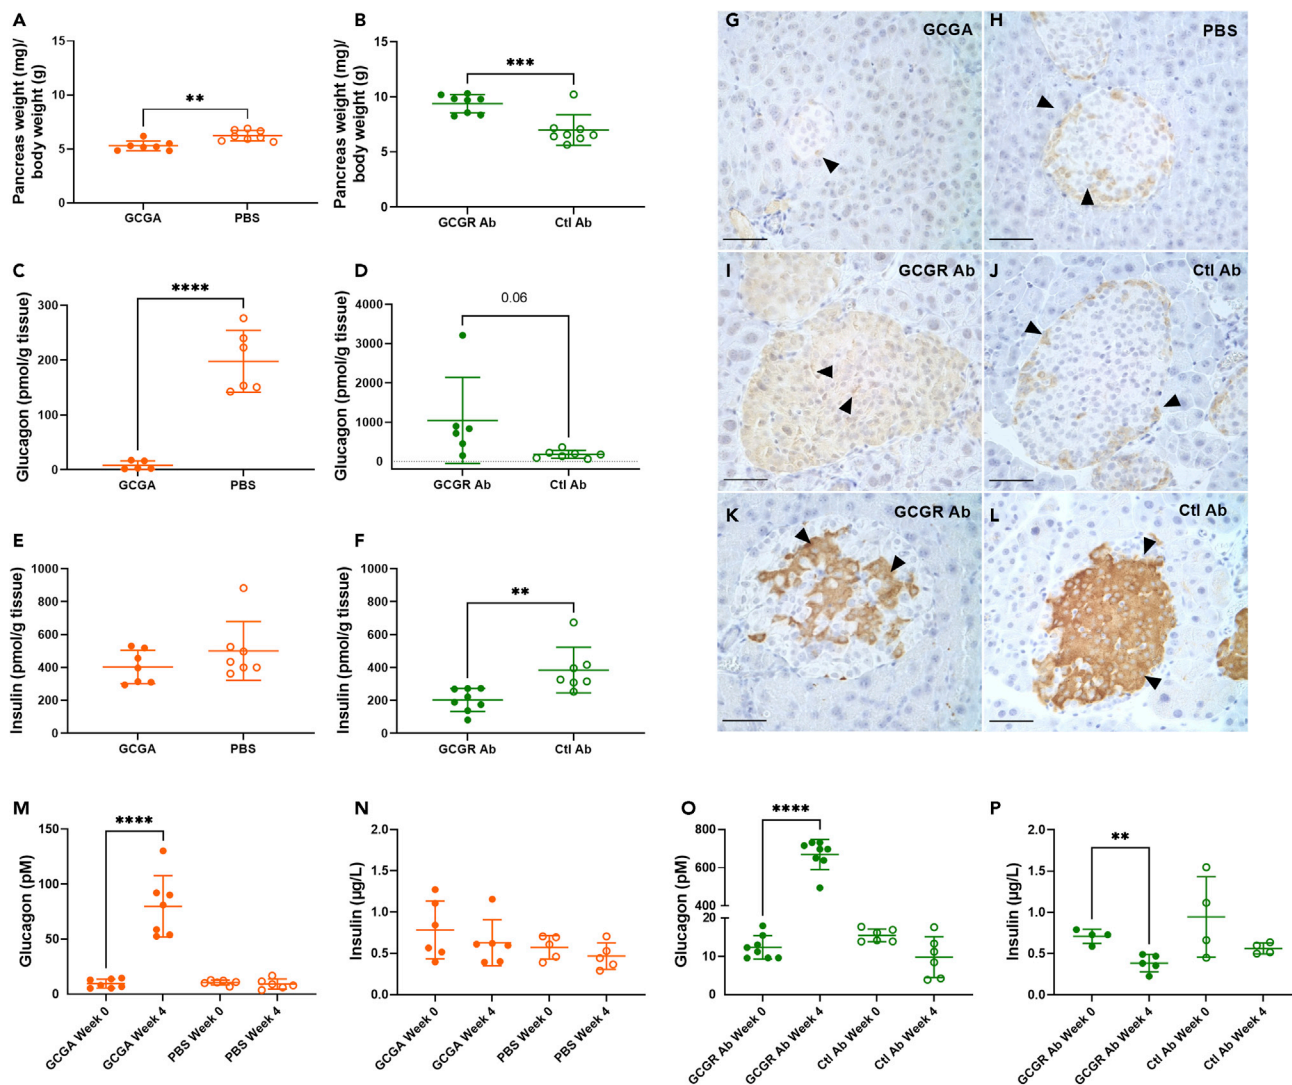 A
Pancreas weight (mg)/
body weight (g)
15
10
5
0
**
GCGA
PBS
B
Pancreas weight (mg)/
body weight (g)
15
10
5
0
***
GCGR Ab
Ctl Ab
C
Glucagon (pmol/g tissue)
300
200
100
0
****
GCGA
PBS
D
Glucagon (pmol/g tissue)
4000
3000
2000
1000
0
0.06
GCGR Ab
Ctl Ab
E
Insulin (pmol/g tissue)
1000
800
600
400
200
0
GCGA
PBS
F
Insulin (pmol/g tissue)
1000
800
600
400
200
0
**
GCGR Ab
Ctl Ab
G
GCGA
H
PBS
I
GCGR Ab
J
Ctl Ab
K
GCGR Ab
L
Ctl Ab
M
Glucagon (pM)
150
100
50
0
****
GCGA Week 0
GCGA Week 4
PBS Week 0
PBS Week 4
N
Insulin (µg/L)
2.0
1.5
1.0
0.5
0.0
GCGA Week 0
GCGA Week 4
PBS Week 0
PBS Week 4
O
Glucagon (pM)
800
600
400
20
10
0
****
GCGR Ab Week 0
GCGR Ab Week 4
Ctl Ab Week 0
Ctl Ab Week 4
P
Insulin (µg/L)
2.0
1.5
1.0
0.5
0.0
**
GCGR Ab Week 0
GCGR Ab Week 4
Ctl Ab Week 0
Ctl Ab Week 4